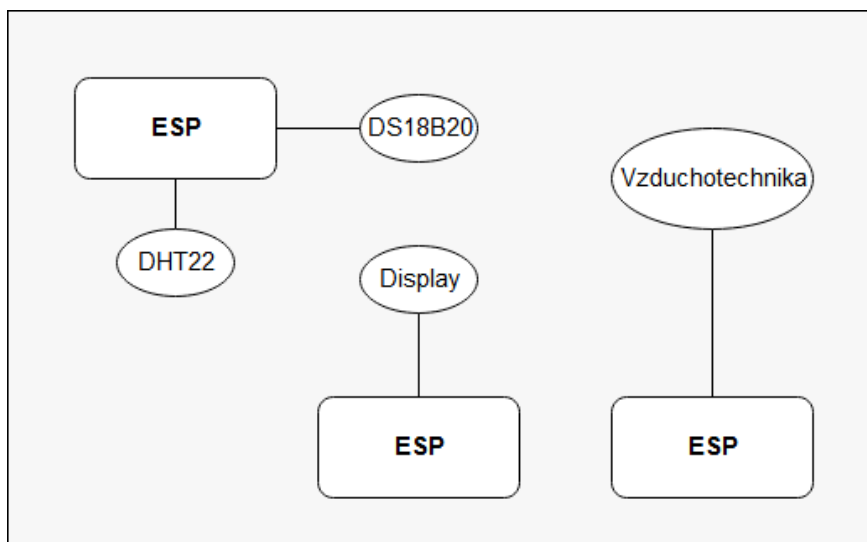 ESP
DS18B20
DHT22
Vzduchotechnika
Display
ESP
ESP